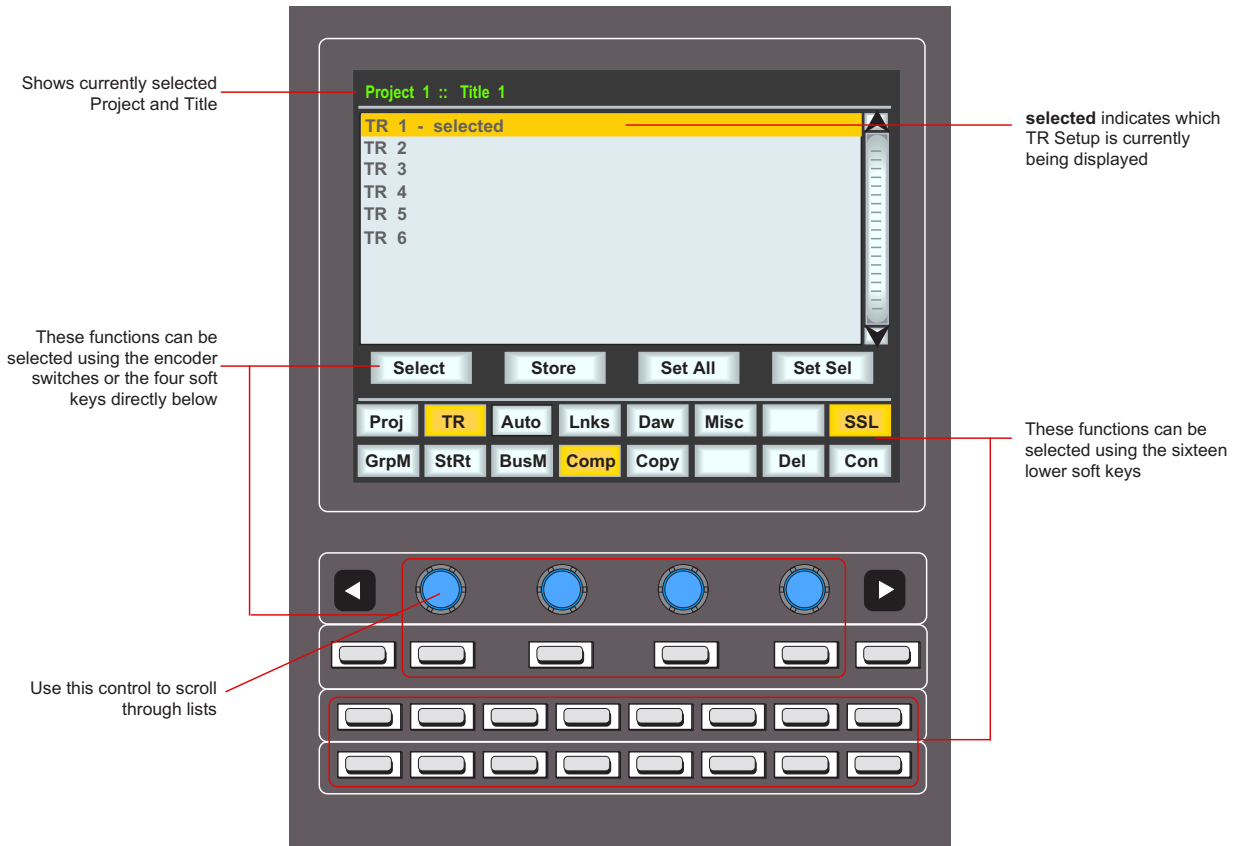 Shows currently selected
Project and Title
Project 1 :: Title 1
TR 1 - selected
TR 2
TR 3
TR 4
TR 5
TR 6
selected indicates which
TR Setup is currently
being displayed
These functions can be
selected using the encoder
switches or the four soft
keys directly below
Select Store Set All Set Sel
Proj TR Auto Lnks Daw Misc SSL
GrpM StRt BusM Comp Copy Del Con
These functions can be
selected using the sixteen
lower soft keys
Use this control to scroll
through lists